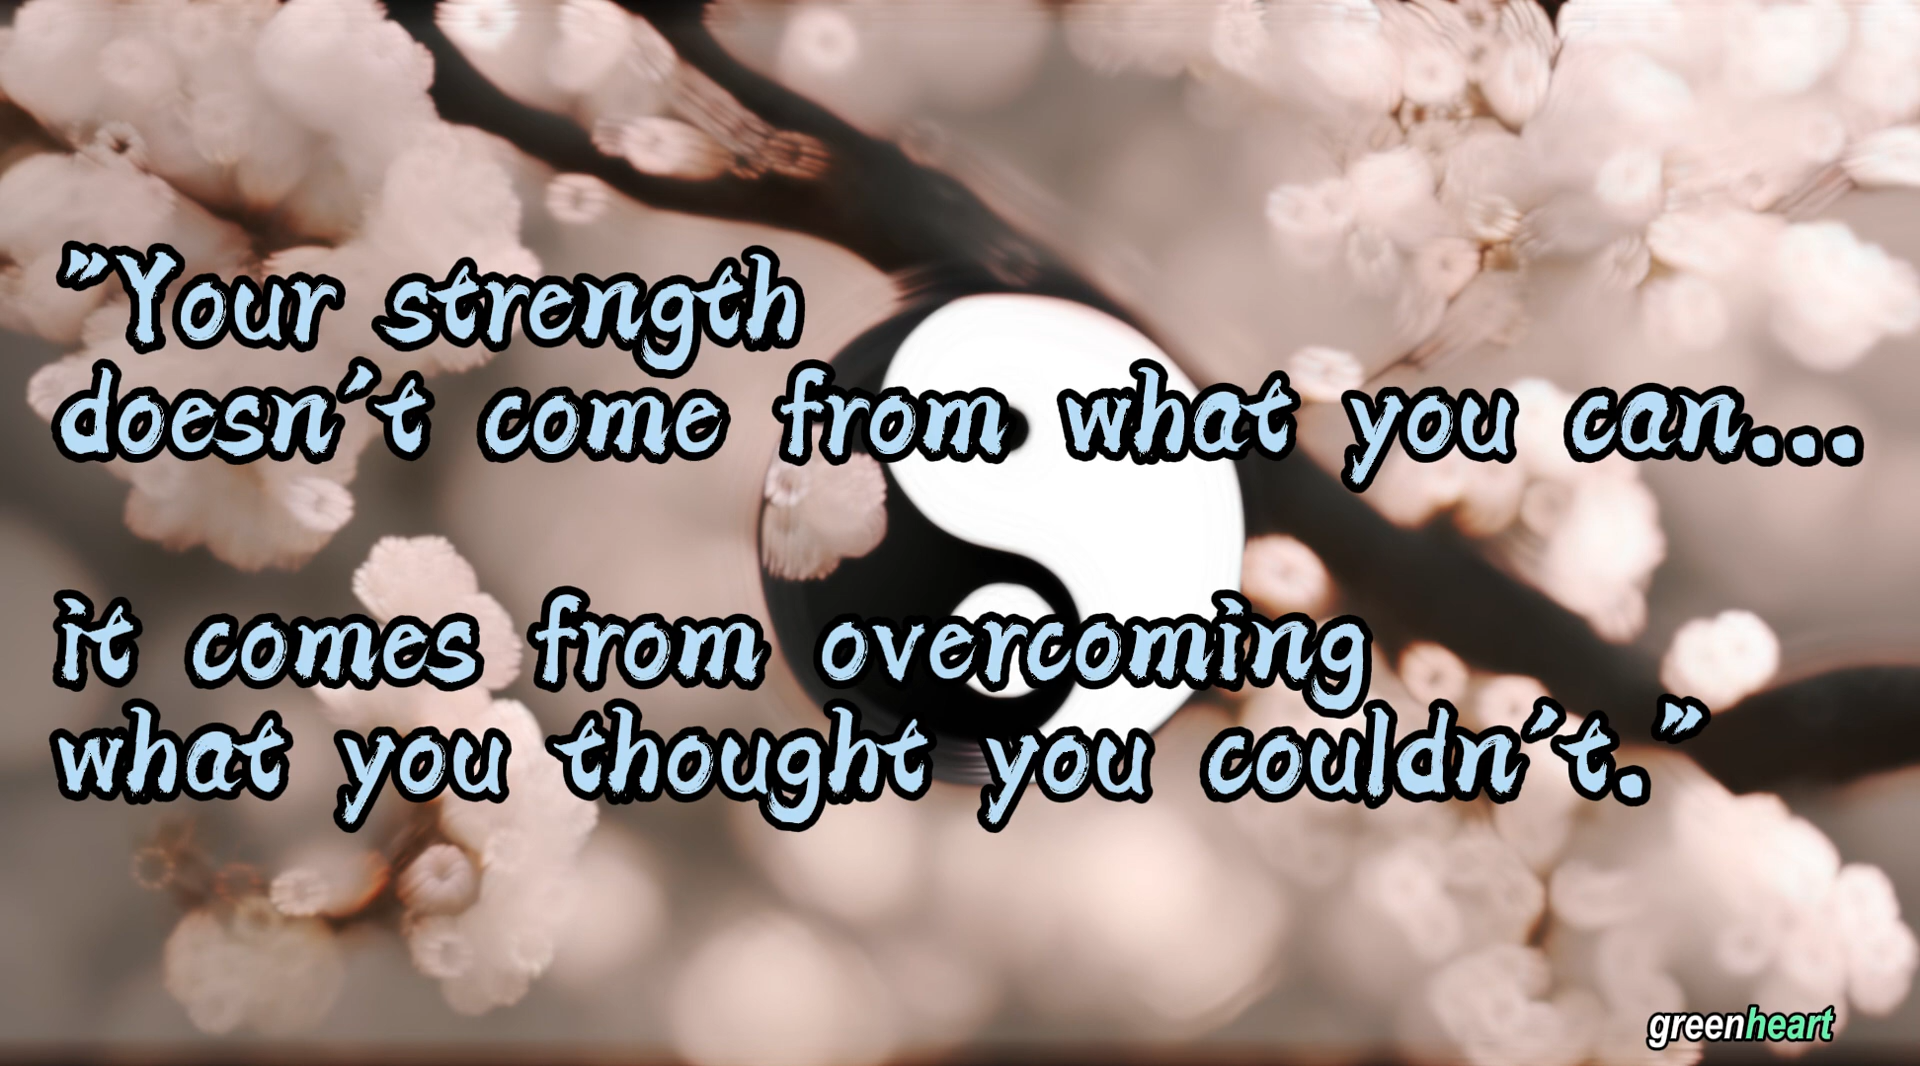 "Your strength
doesn't come from what you can...
it comes from overcoming
what you thought you couldn't."
greenheart